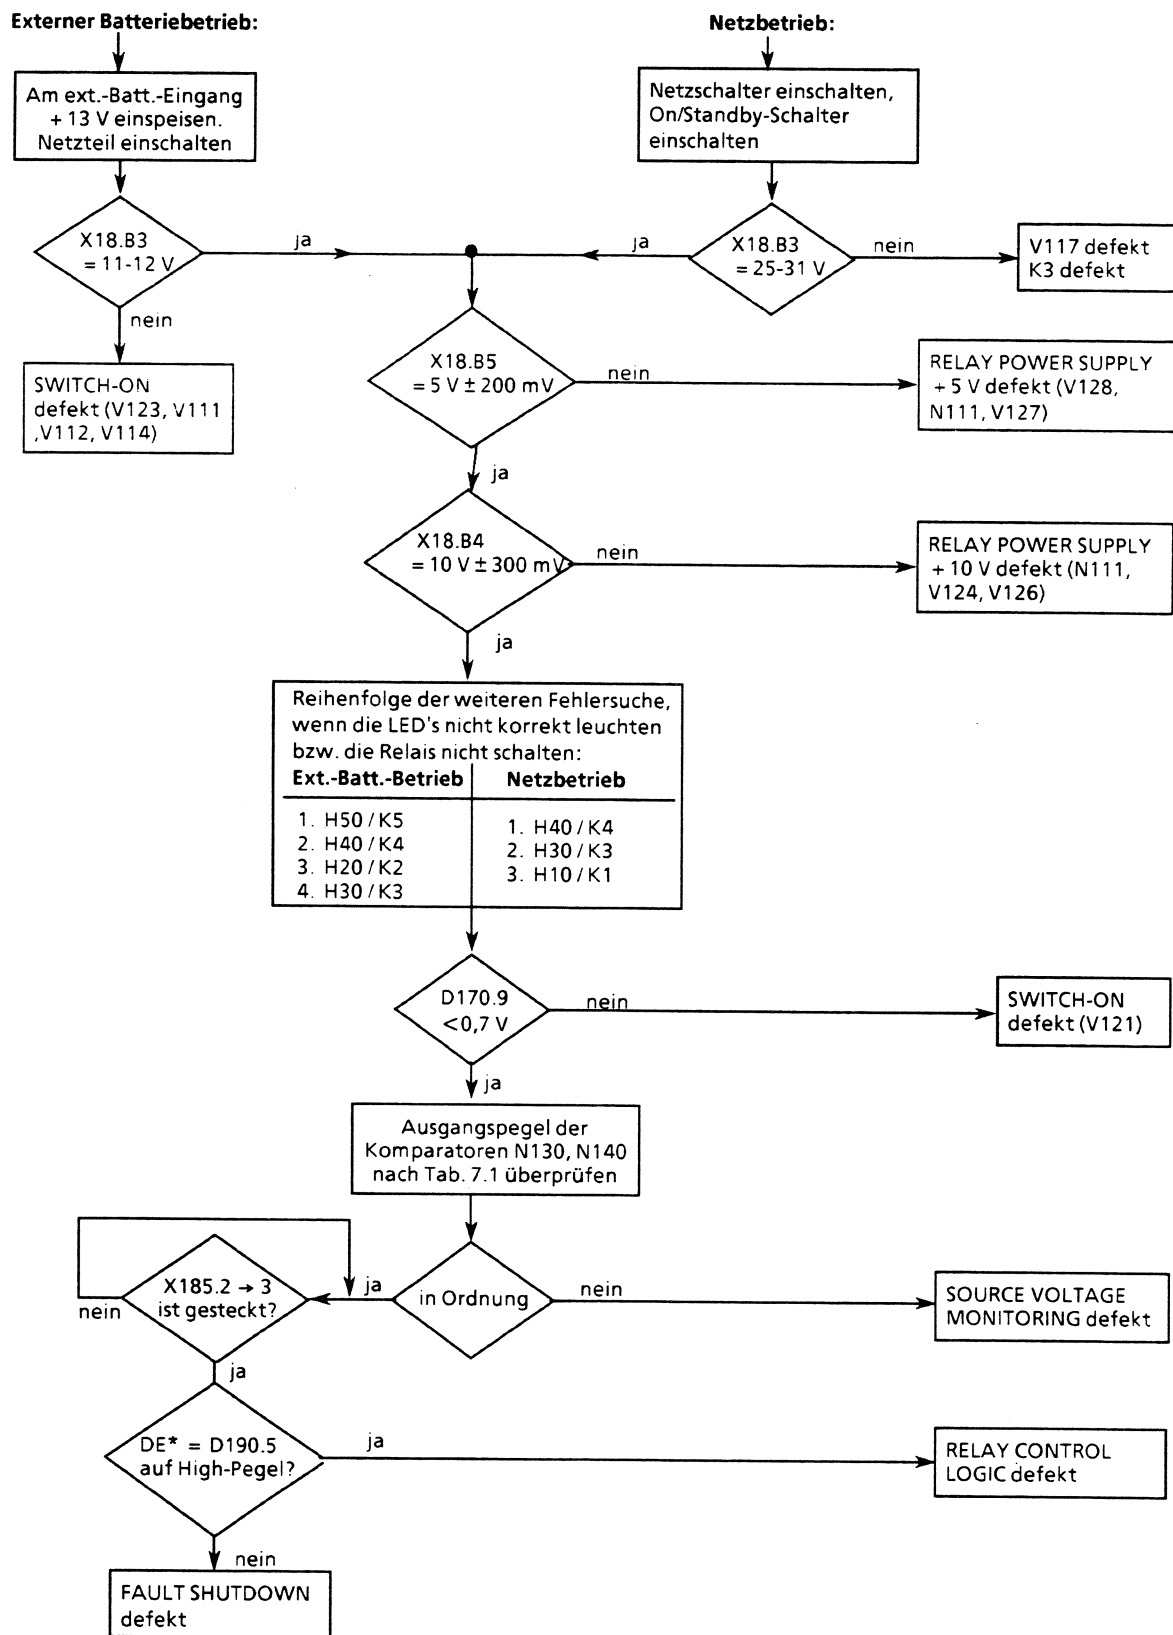 Externer Batteriebetrieb:
Netzbetrieb:
Am ext.-Batt.-Eingang
+ 13 V einspeisen.
Netzteil einschalten
Netzschalter einschalten,
On/Standby-Schalter
einschalten
X18.B3
= 11-12 V
ja
nein
ja
X18.B3
= 25-31 V
nein
V117 defekt
K3 defekt
SWITCH-ON
defekt (V123, V111
,V112, V114)
X18.B5
= 5 V ± 200 mV
nein
RELAY POWER SUPPLY
+ 5 V defekt (V128,
N111, V127)
ja
X18.B4
= 10 V ± 300 mV
nein
RELAY POWER SUPPLY
+ 10 V defekt (N111,
V124, V126)
ja
Reihenfolge der weiteren Fehlersuche,
wenn die LED's nicht korrekt leuchten
bzw. die Relais nicht schalten:
Ext.-Batt.-Betrieb
Netzbetrieb
1. H50 / K5
2. H40 / K4
3. H20 / K2
4. H30 / K3
1. H40 / K4
2. H30 / K3
3. H10 / K1
D170.9
<0,7 V
nein
SWITCH-ON
defekt (V121)
ja
Ausgangspegel der
Komparatoren N130, N140
nach Tab. 7.1 überprüfen
in Ordnung
nein
SOURCE VOLTAGE
MONITORING defekt
ja
X185.2 → 3
ist gesteckt?
nein
ja
DE* = D190.5
auf High-Pegel?
ja
RELAY CONTROL
LOGIC defekt
nein
FAULT SHUTDOWN
defekt